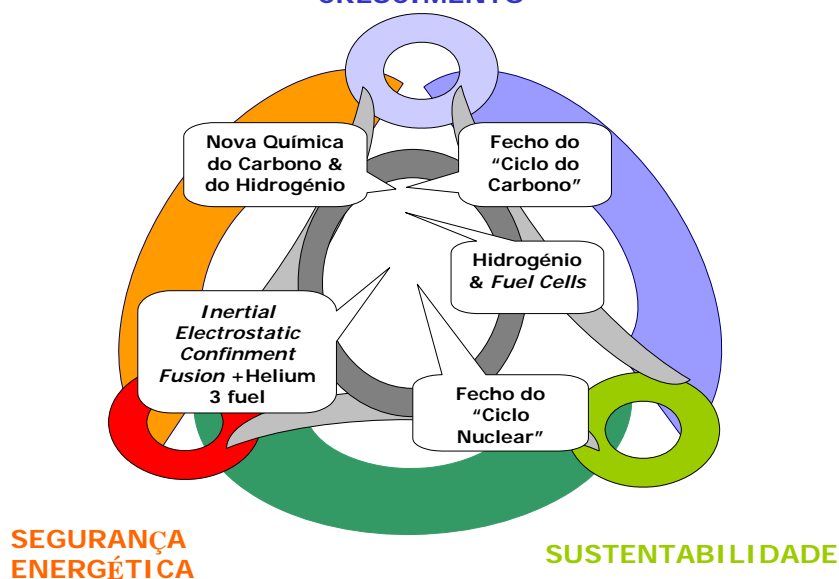 CRESCIMENTO
Nova Química
do Carbono &
do Hidrogénio
Fecho do
“Ciclo do
Carbono”
Hidrogénio
& Fuel Cells
Inertial
Electrostatic
Confinment
Fusion +Helium
3 fuel
Fecho do
“Ciclo
Nuclear”
SEGURANÇA
ENERGÉTICA
SUSTENTABILIDADE